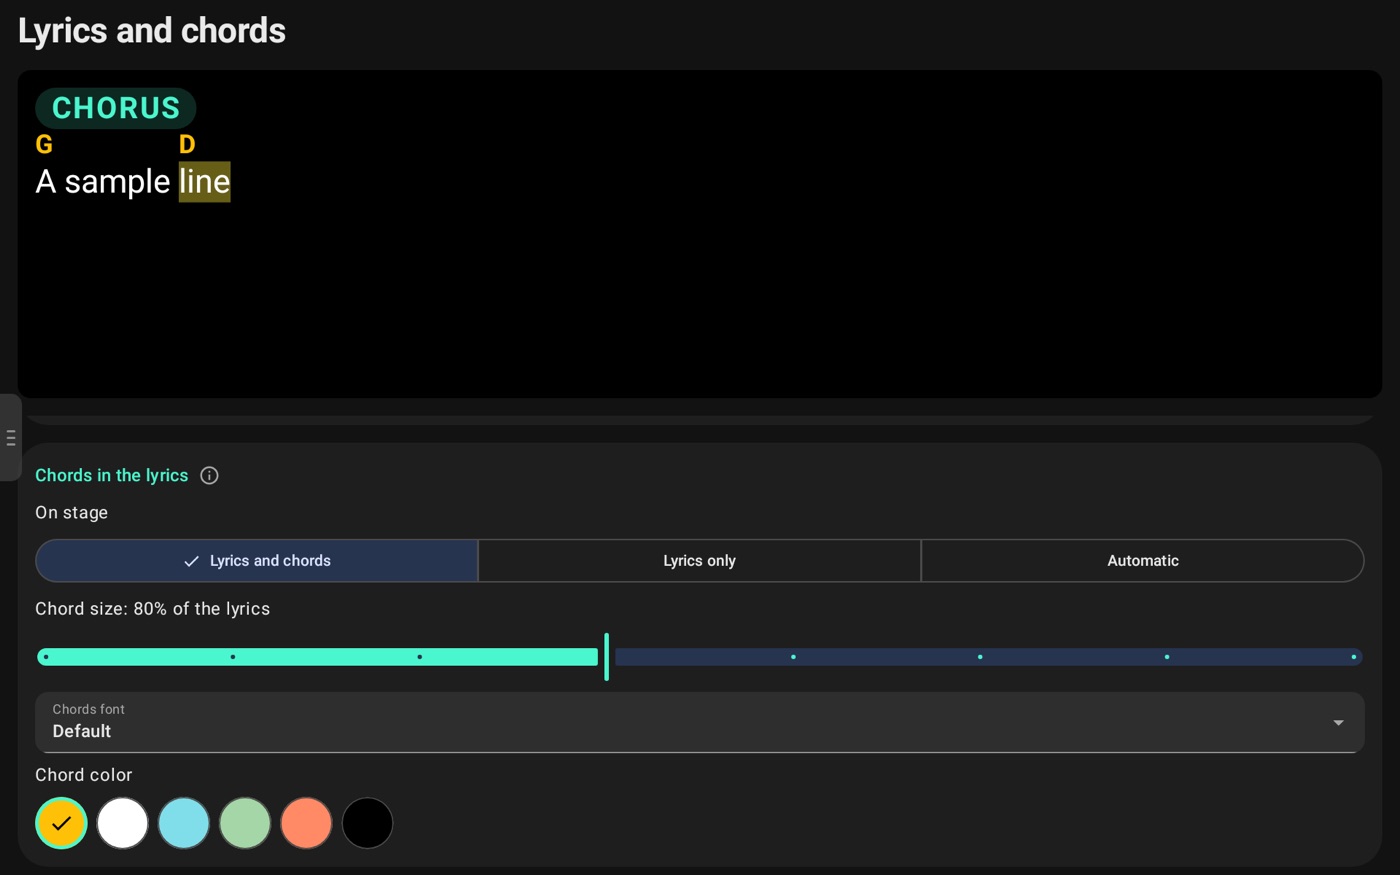 Lyrics and chords
CHORUS
G D
A sample line
Chords in the lyrics
On stage
Lyrics and chords Lyrics only Automatic
Chord size: 80% of the lyrics
Chords font
Default
Chord color